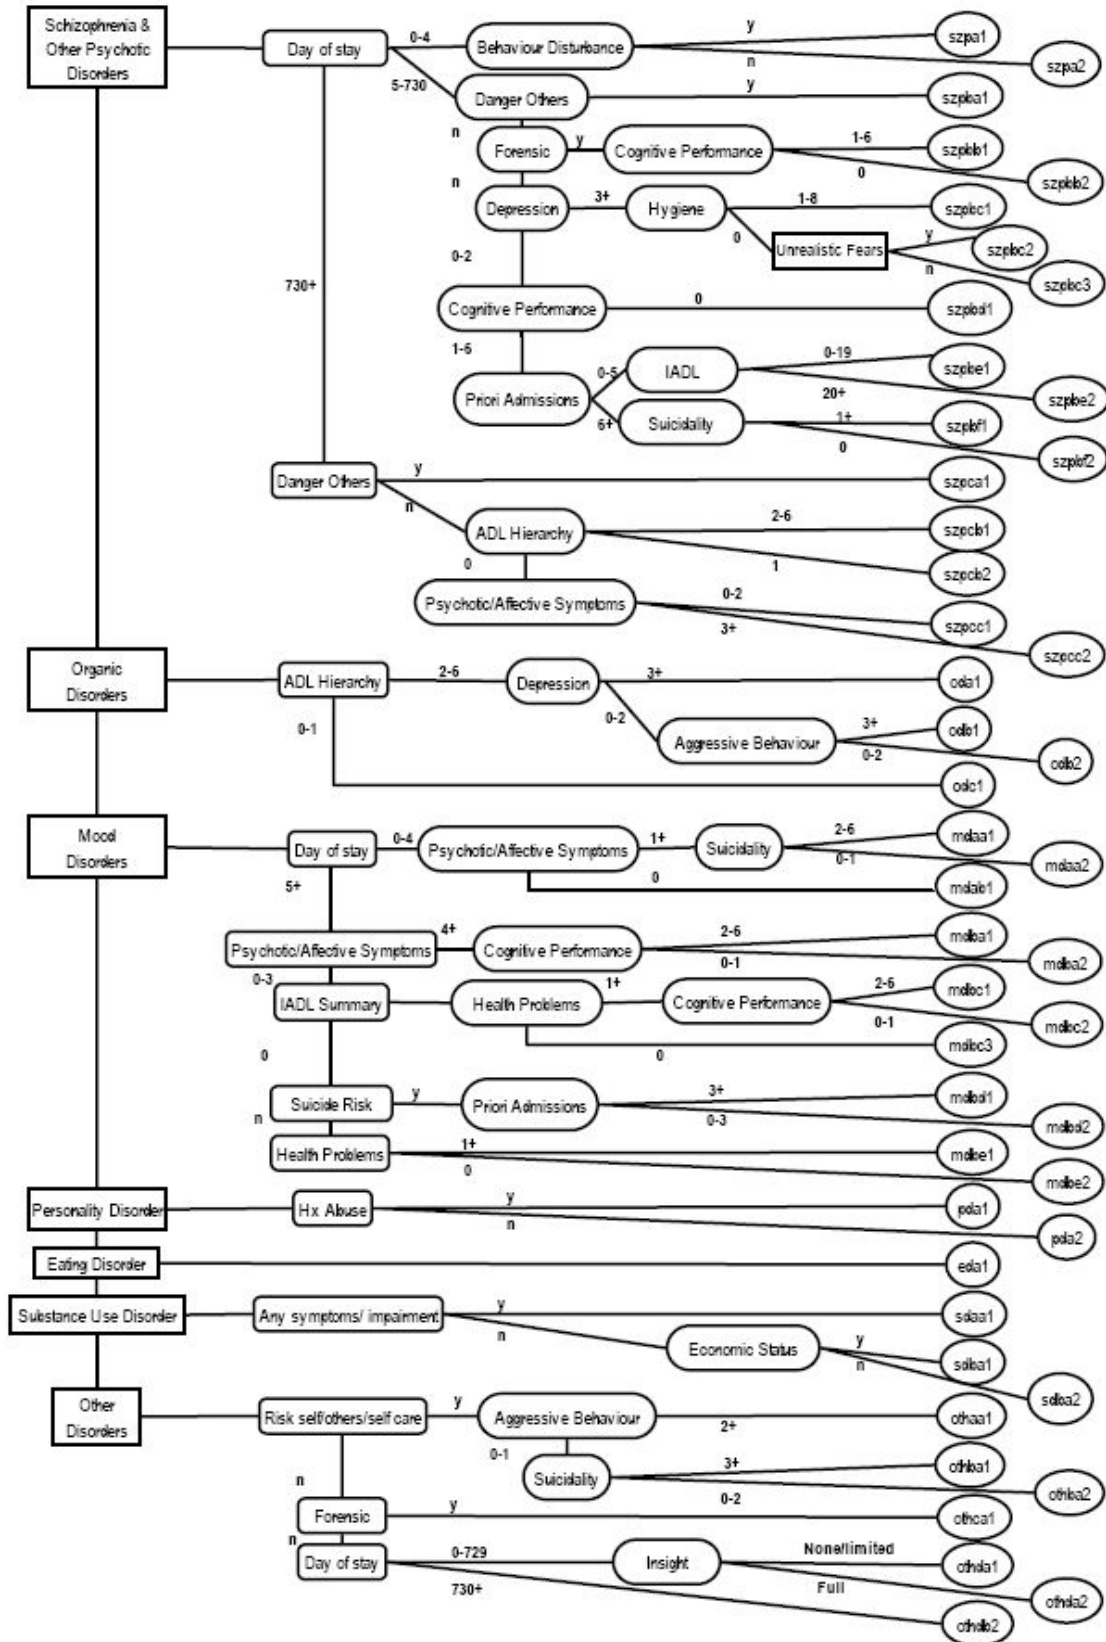 Schizophrenia &
Other Psychotic
Disorders
Day of stay
0-4
Behaviour Disturbance
y
szpa1
n
szpa2
5-730
Danger Others
y
szpba1
n
Forensic
y
Cognitive Performance
1-6
szpbb1
0
szpbb2
n
Depression
3+
Hygiene
1-8
szpbc1
0
Unrealistic Fears
y
szpbc2
n
szpbc3
0-2
730+
Cognitive Performance
0
szpbd1
1-6
Priori Admissions
0-5
IADL
0-19
szpbe1
20+
szpbe2
6+
Suicidality
1+
szpbf1
0
szpbf2
Danger Others
y
szpca1
n
ADL Hierarchy
2-6
szpcb1
1
szpcb2
0
Psychotic/Affective Symptoms
0-2
szpcc1
3+
szpcc2
Organic
Disorders
ADL Hierarchy
2-6
Depression
3+
oda1
0-2
Aggressive Behaviour
3+
odb1
0-2
odb2
0-1
odc1
Mood
Disorders
Day of stay
0-4
Psychotic/Affective Symptoms
1+
Suicidality
2-6
mdaa1
0-1
mdaa2
0
mdab1
5+
Psychotic/Affective Symptoms
4+
Cognitive Performance
2-6
mdba1
0-1
mdba2
0-3
IADL Summary
Health Problems
1+
Cognitive Performance
2-6
mdbc1
0-1
mdbc2
0
mdbc3
0
Suicide Risk
y
Priori Admissions
3+
mdbd1
0-3
mdbd2
n
Health Problems
1+
mdbe1
0
mdbe2
Personality Disorder
Hx Abuse
y
pda1
n
pda2
Eating Disorder
eda1
Substance Use Disorder
Any symptoms/ impairment
y
sdaa1
n
Economic Status
y
sdba1
n
sdba2
Other
Disorders
Risk self/others/self care
y
Aggressive Behaviour
2+
othaa1
0-1
Suicidality
3+
othba1
0-2
othba2
n
Forensic
y
othca1
n
Day of stay
0-729
Insight
None/limited
othda1
Full
othda2
730+
othdb2